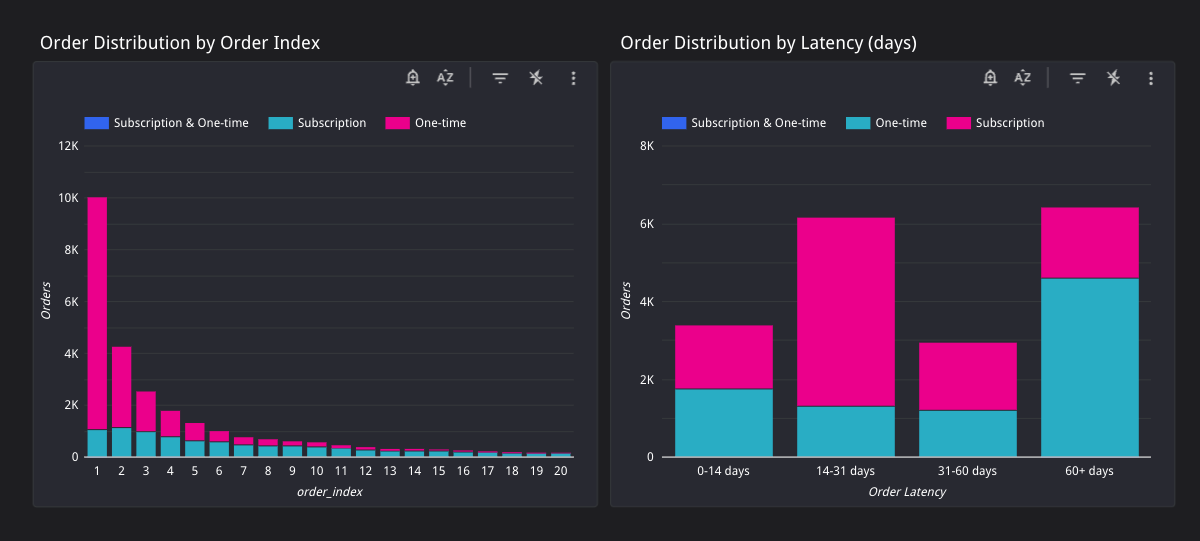 Order Distribution by Order Index
AZ
Subscription & One-time
Subscription
One-time
12K
10K
8K
6K
4K
2K
0
Orders
1 2 3 4 5 6 7 8 9 10 11 12 13 14 15 16 17 18 19 20
order_index
Order Distribution by Latency (days)
AZ
Subscription & One-time
One-time
Subscription
8K
6K
4K
2K
0
Orders
0-14 days 14-31 days 31-60 days 60+ days
Order Latency